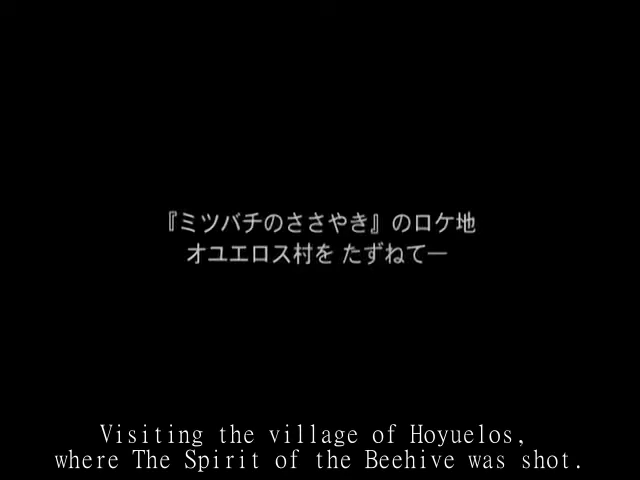 『ミツバチのささやき』のロケ地
オユエロス村を たずねて―
Visiting the village of Hoyuelos,
where The Spirit of the Beehive was shot.